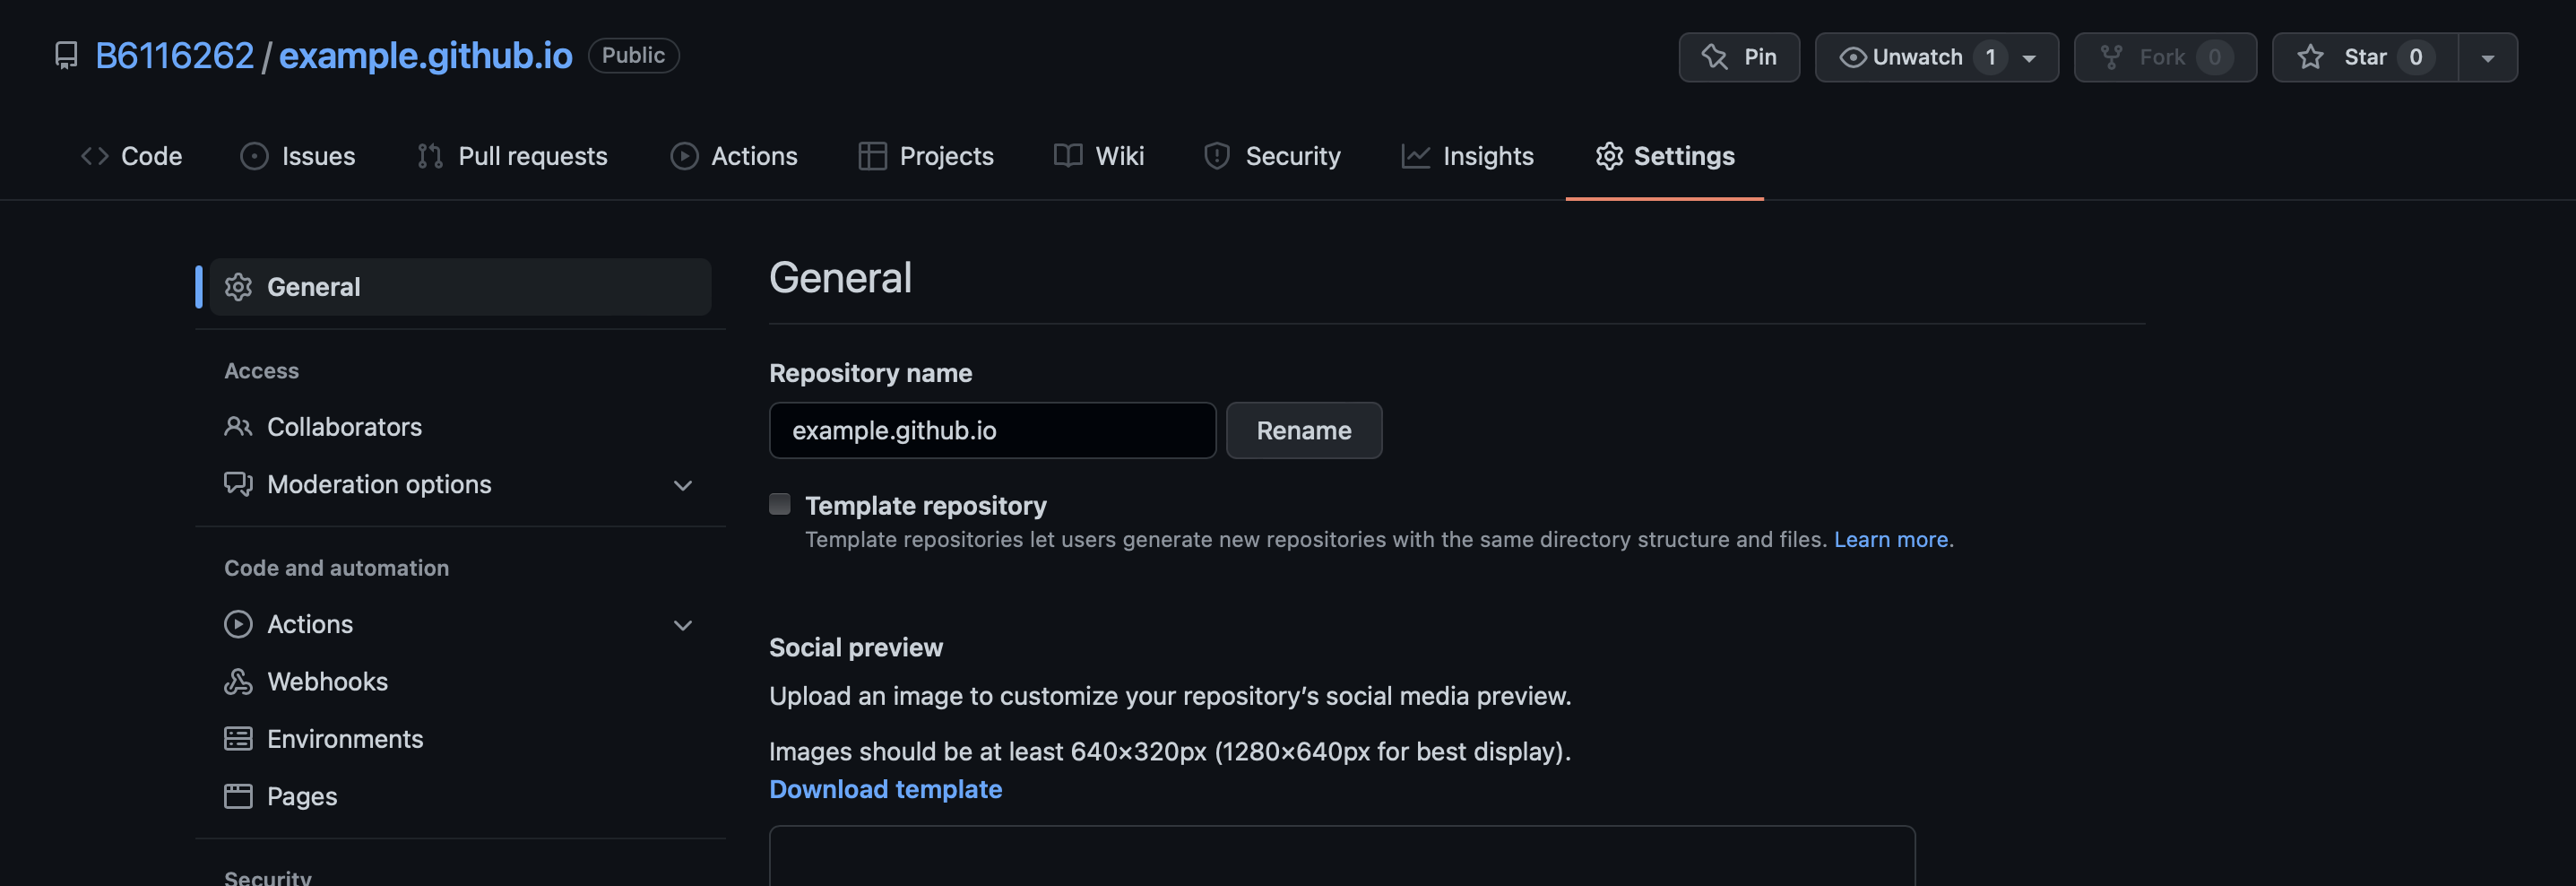 B6116262 / example.github.io Public
Pin Unwatch 1 Fork 0 Star 0
Code Issues Pull requests Actions Projects Wiki Security Insights Settings
General
Access
Collaborators
Moderation options
Code and automation
Actions
Webhooks
Environments
Pages
Security
General
Repository name
example.github.io Rename
Template repository
Template repositories let users generate new repositories with the same directory structure and files. Learn more.
Social preview
Upload an image to customize your repository’s social media preview.
Images should be at least 640×320px (1280×640px for best display).
Download template